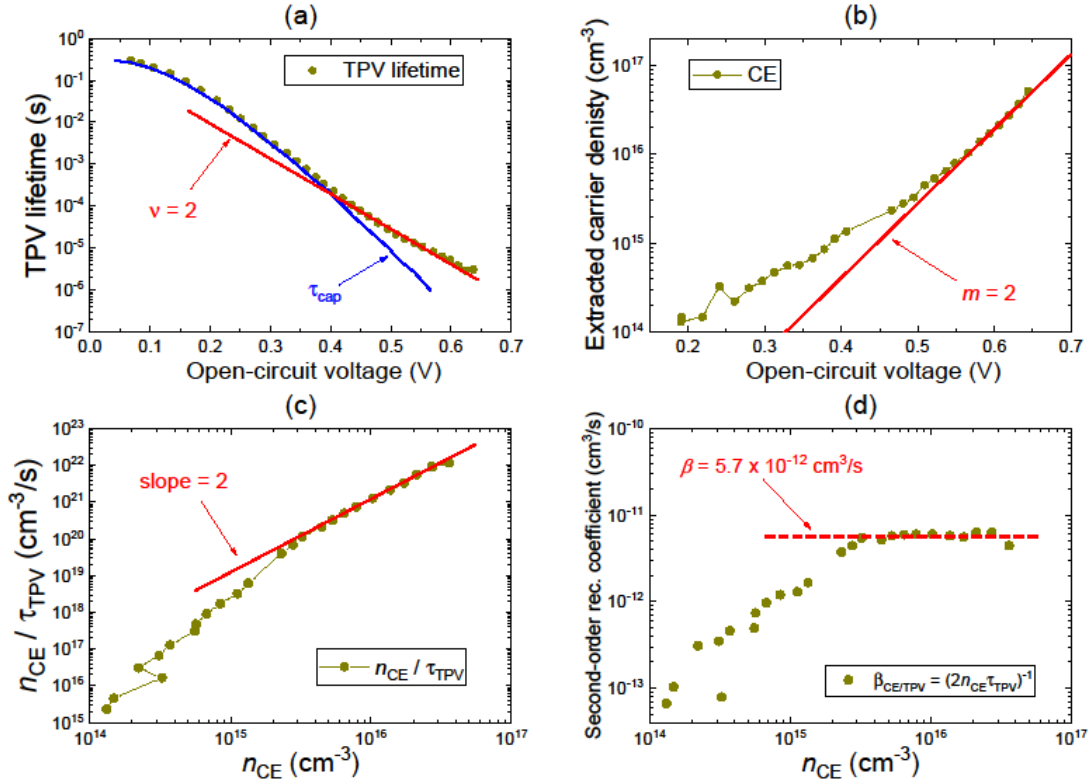 (a)
10⁰
10⁻¹
10⁻²
10⁻³
10⁻⁴
10⁻⁵
10⁻⁶
10⁻⁷
TPV lifetime (s)
TPV lifetime
ν = 2
τcap
0.0 0.1 0.2 0.3 0.4 0.5 0.6 0.7
Open-circuit voltage (V)
(b)
10¹⁷
10¹⁶
10¹⁵
10¹⁴
Extracted carrier denisty (cm⁻³)
CE
m = 2
0.2 0.3 0.4 0.5 0.6 0.7
Open-circuit voltage (V)
(c)
10²³
10²²
10²¹
10²⁰
10¹⁹
10¹⁸
10¹⁷
10¹⁶
10¹⁵
nCE / τTPV (cm⁻³/s)
slope = 2
nCE / τTPV
10¹⁴ 10¹⁵ 10¹⁶ 10¹⁷
nCE (cm⁻³)
(d)
10⁻¹⁰
10⁻¹¹
10⁻¹²
10⁻¹³
Second-order rec. coefficient (cm³/s)
β = 5.7 x 10⁻¹² cm³/s
βCE/TPV = (2nCEτTPV)⁻¹
10¹⁴ 10¹⁵ 10¹⁶ 10¹⁷
nCE (cm⁻³)